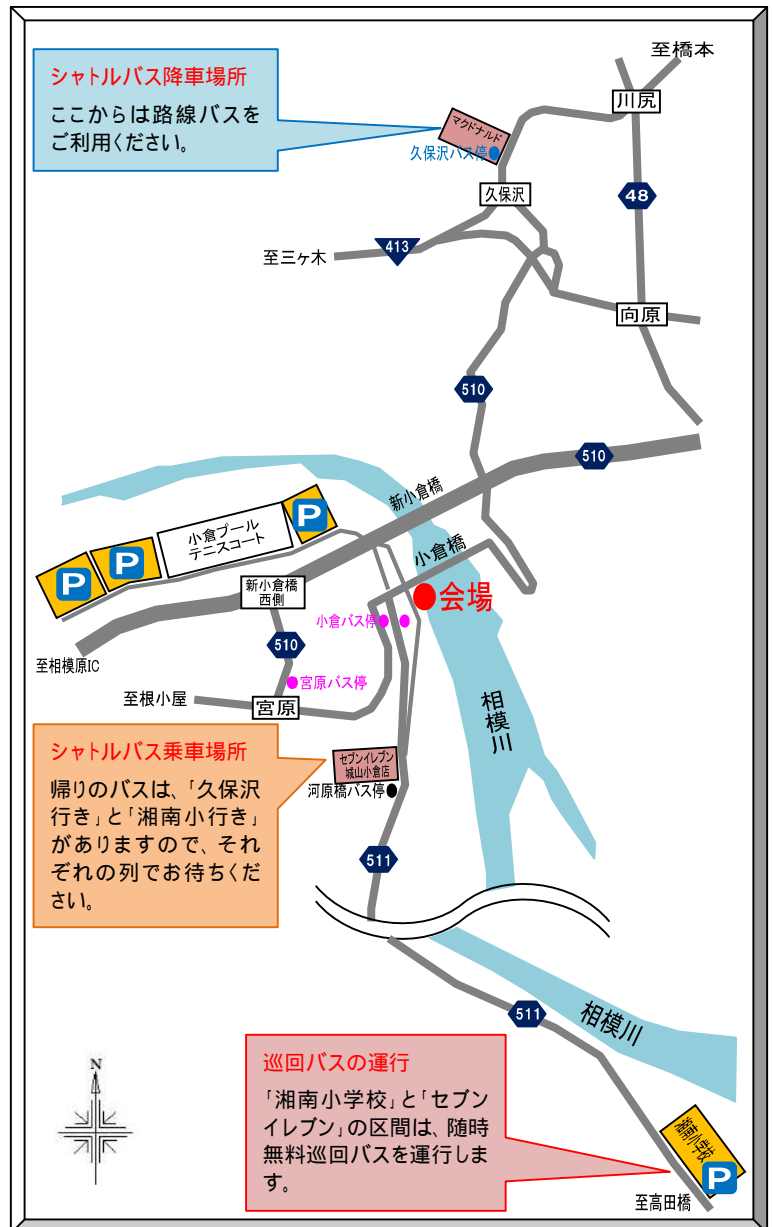 至橋本
シャトルバス降車場所
ここからは路線バスを
ご利用ください。
川尻
マクドナルド
久保沢バス停
久保沢
48
413
至三ヶ木
向原
510
510
新小倉橋
小倉プール
テニスコート
P
P
P
小倉橋
新小倉橋
西側
会場
小倉バス停
510
至相模原IC
宮原バス停
至根小屋
宮原
相模川
シャトルバス乗車場所
帰りのバスは、「久保沢
行き」と「湘南小行き」
がありますので、それ
ぞれの列でお待ちくだ
さい。
セブンイレブン
城山小倉店
河原橋バス停
511
511
相模川
N
巡回バスの運行
「湘南小学校」と「セブン
イレブン」の区間は、随時
無料巡回バスを運行しま
す。
湘南小学校
P
至高田橋